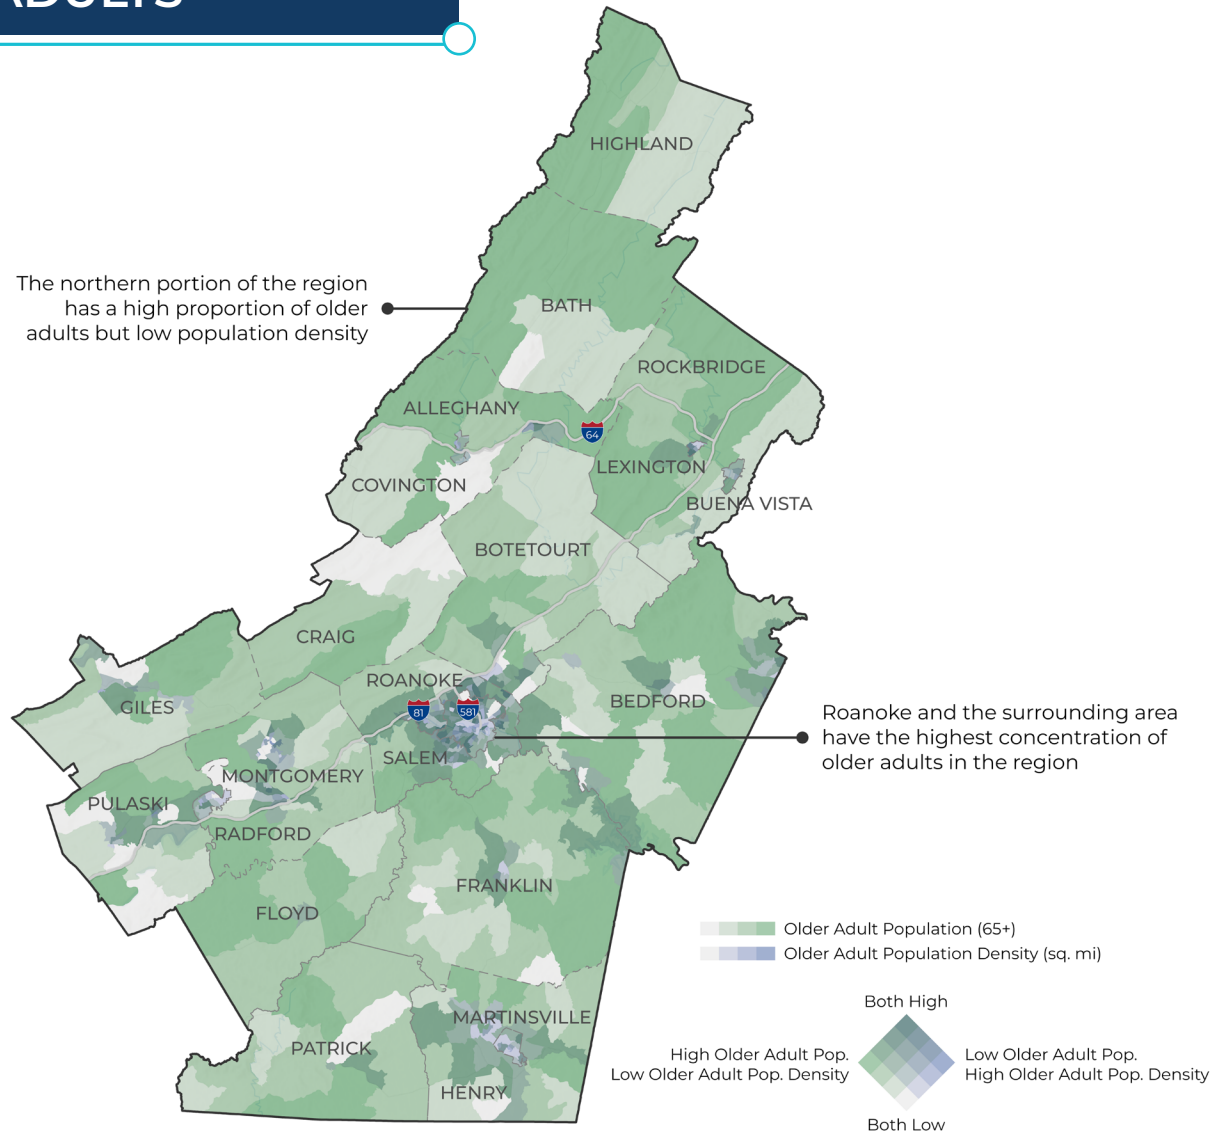 ADULTS
HIGHLAND
The northern portion of the region
has a high proportion of older
adults but low population density
BATH
ROCKBRIDGE
ALLEGHANY
64
LEXINGTON
COVINGTON
BUENA VISTA
BOTETOURT
CRAIG
ROANOKE
BEDFORD
GILES
81
581
Roanoke and the surrounding area
have the highest concentration of
older adults in the region
SALEM
MONTGOMERY
PULASKI
RADFORD
FRANKLIN
FLOYD
Older Adult Population (65+)
Older Adult Population Density (sq. mi)
Both High
MARTINSVILLE
PATRICK
HENRY
High Older Adult Pop.
Low Older Adult Pop. Density
Low Older Adult Pop.
High Older Adult Pop. Density
Both Low